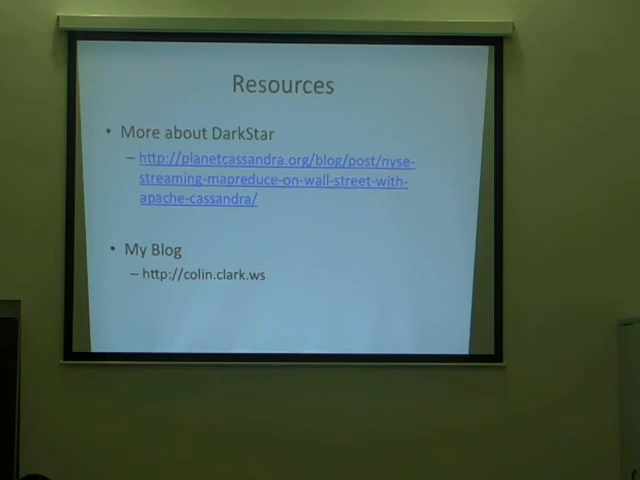 Resources
• More about DarkStar
– http://planetcassandra.org/blog/post/nyse-
streaming-mapreduce-on-wall-street-with-
apache-cassandra/
• My Blog
– http://colin.clark.ws